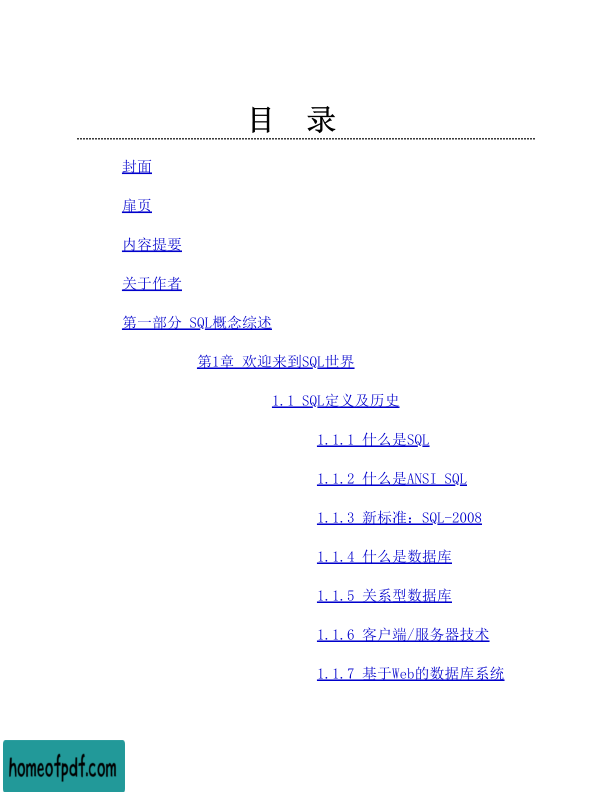 目 录
封面
扉页
内容提要
关于作者
第一部分 SQL概念综述
第1章 欢迎来到SQL世界
1.1 SQL定义及历史
1.1.1 什么是SQL
1.1.2 什么是ANSI SQL
1.1.3 新标准：SQL-2008
1.1.4 什么是数据库
1.1.5 关系型数据库
1.1.6 客户端/服务器技术
1.1.7 基于Web的数据库系统
homeofpdf.com